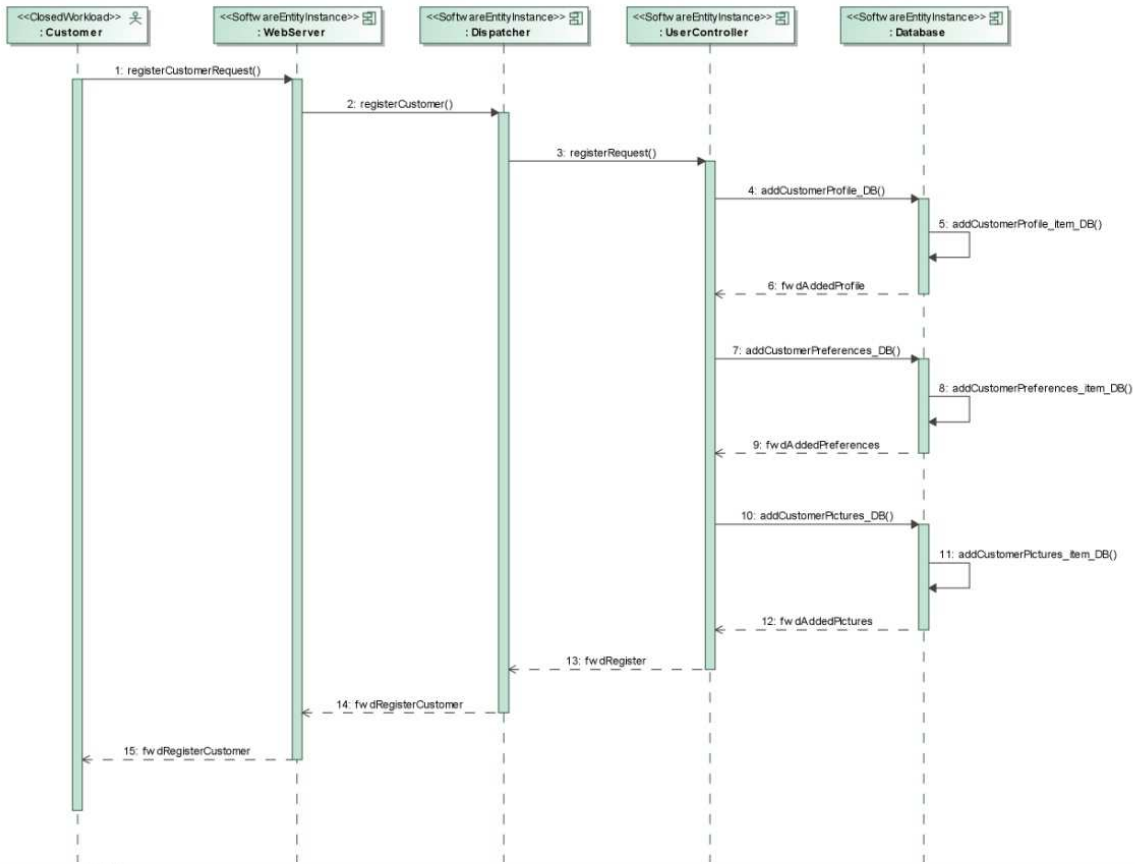 <<ClosedWorkload>>
: Customer
<<SoftwareEntityInstance>>
: WebServer
<<SoftwareEntityInstance>>
: Dispatcher
<<SoftwareEntityInstance>>
: UserController
<<SoftwareEntityInstance>>
: Database
1: registerCustomerRequest()
2: registerCustomer()
3: registerRequest()
4: addCustomerProfile_DB()
5: addCustomerProfile_item_DB()
6: fwdAddedProfile
7: addCustomerPreferences_DB()
8: addCustomerPreferences_item_DB()
9: fwdAddedPreferences
10: addCustomerPictures_DB()
11: addCustomerPictures_item_DB()
12: fwdAddedPictures
13: fwdRegister
14: fwdRegisterCustomer
15: fwdRegisterCustomer